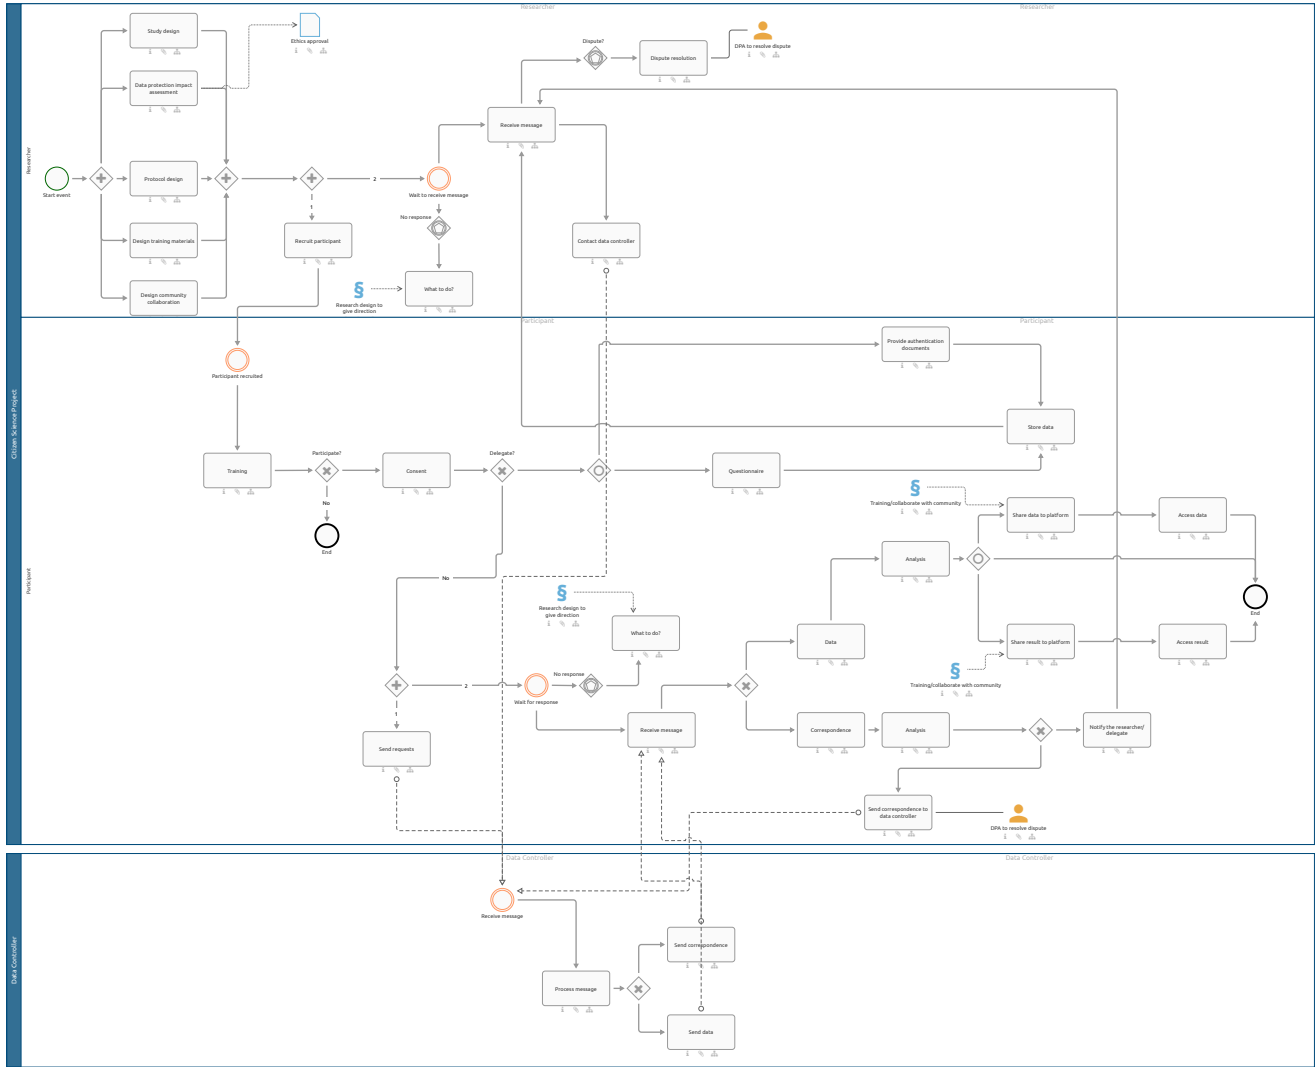 Researcher
Researcher
Study design
Ethics approval
Dispute?
DPA to resolve dispute
Dispute resolution
Data protection impact
assessment
Receive message
Researcher
Start event
Protocol design
2
Wait to receive message
1
No response
Design training materials
Recruit participant
Contact data controller
What to do?
Design community
collaboration
Research design to
give direction
Participant
Participant
Citizen Science Project
Participant recruited
Provide authentication
documents
Store data
Participate?
Delegate?
Training
Consent
Questionnaire
No
End
Training/collaborate with community
Share data to platform
Access data
Analysis
Participant
No
Research design to
give direction
What to do?
End
Data
Share result to platform
Access result
Training/collaborate with community
2
No response
Wait for response
1
Send requests
Receive message
Correspondence
Analysis
Notify the researcher/
delegate
Send correspondence to
data controller
DPA to resolve dispute
Data Controller
Data Controller
Data Controller
Receive message
Send correspondence
Process message
Send data